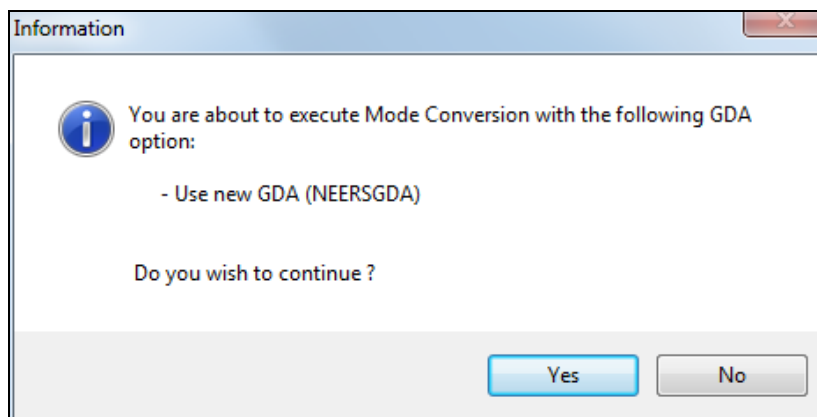 Information
You are about to execute Mode Conversion with the following GDA
option:
- Use new GDA (NEERSGDA)
Do you wish to continue ?
Yes No